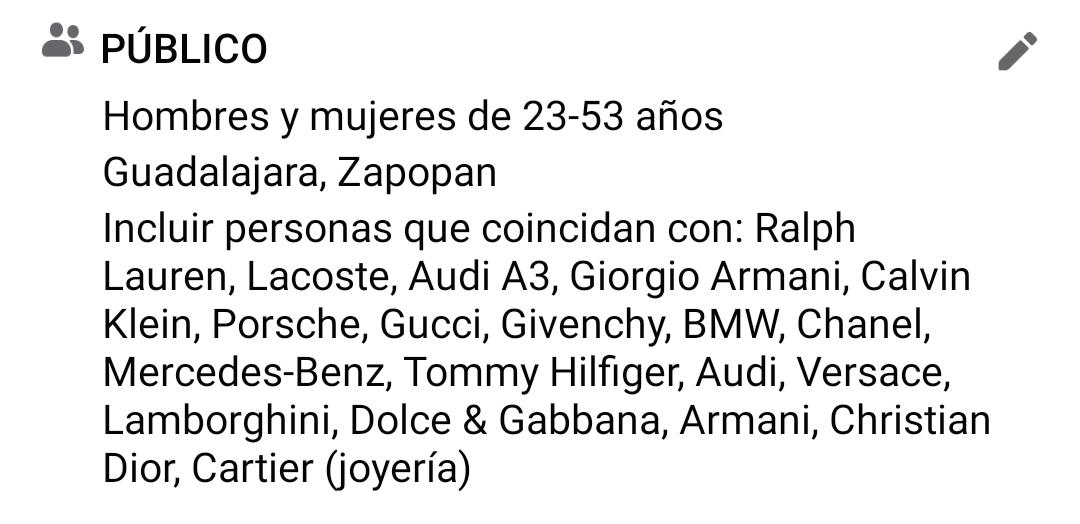 PÚBLICO
Hombres y mujeres de 23-53 años
Guadalajara, Zapopan
Incluir personas que coincidan con: Ralph
Lauren, Lacoste, Audi A3, Giorgio Armani, Calvin
Klein, Porsche, Gucci, Givenchy, BMW, Chanel,
Mercedes-Benz, Tommy Hilfiger, Audi, Versace,
Lamborghini, Dolce & Gabbana, Armani, Christian
Dior, Cartier (joyería)